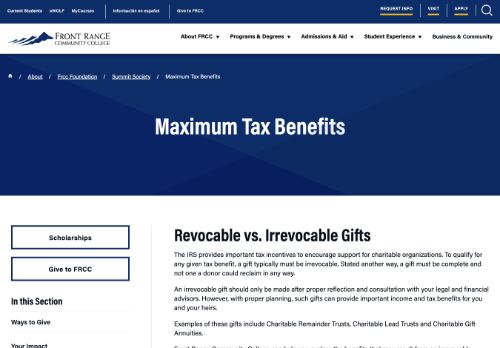 Current Students eWOLF MyCourses Información en español Give to FRCC REQUEST INFO VISIT APPLY
FRONT RANGE
COMMUNITY COLLEGE
About FRCC Programs & Degrees Admissions & Aid Student Experience Business & Community
/ About / Frcc Foundation / Summit Society / Maximum Tax Benefits
Maximum Tax Benefits
Scholarships
Give to FRCC
In this Section
Ways to Give
Your Impact
Revocable vs. Irrevocable Gifts
The IRS provides important tax incentives to encourage support for charitable organizations. To qualify for
any given tax benefit, a gift typically must be irrevocable. Stated another way, a gift must be complete and
not one a donor could reclaim in any way.
An irrevocable gift should only be made after proper reflection and consultation with your legal and financial
advisors. However, with proper planning, such gifts can provide important income and tax benefits for you
and your heirs.
Examples of these gifts include Charitable Remainder Trusts, Charitable Lead Trusts and Charitable Gift
Annuities.